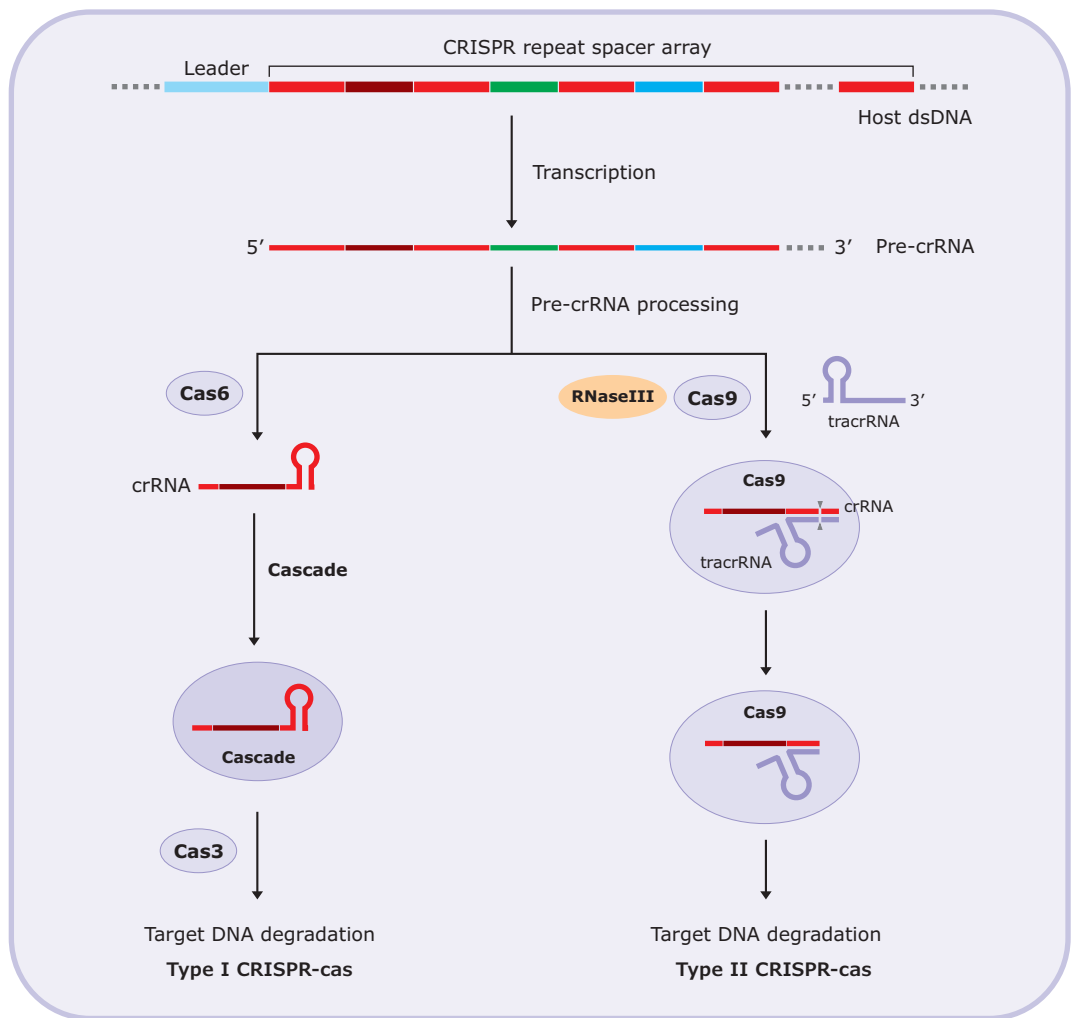 CRISPR repeat spacer array
Leader
Host dsDNA
Transcription
5′
3′
Pre-crRNA
Pre-crRNA processing
Cas6
RNaseIII
Cas9
5′
3′
tracrRNA
crRNA
Cas9
crRNA
tracrRNA
Cascade
Cascade
Cas9
Cas3
Target DNA degradation
Type I CRISPR-cas
Target DNA degradation
Type II CRISPR-cas